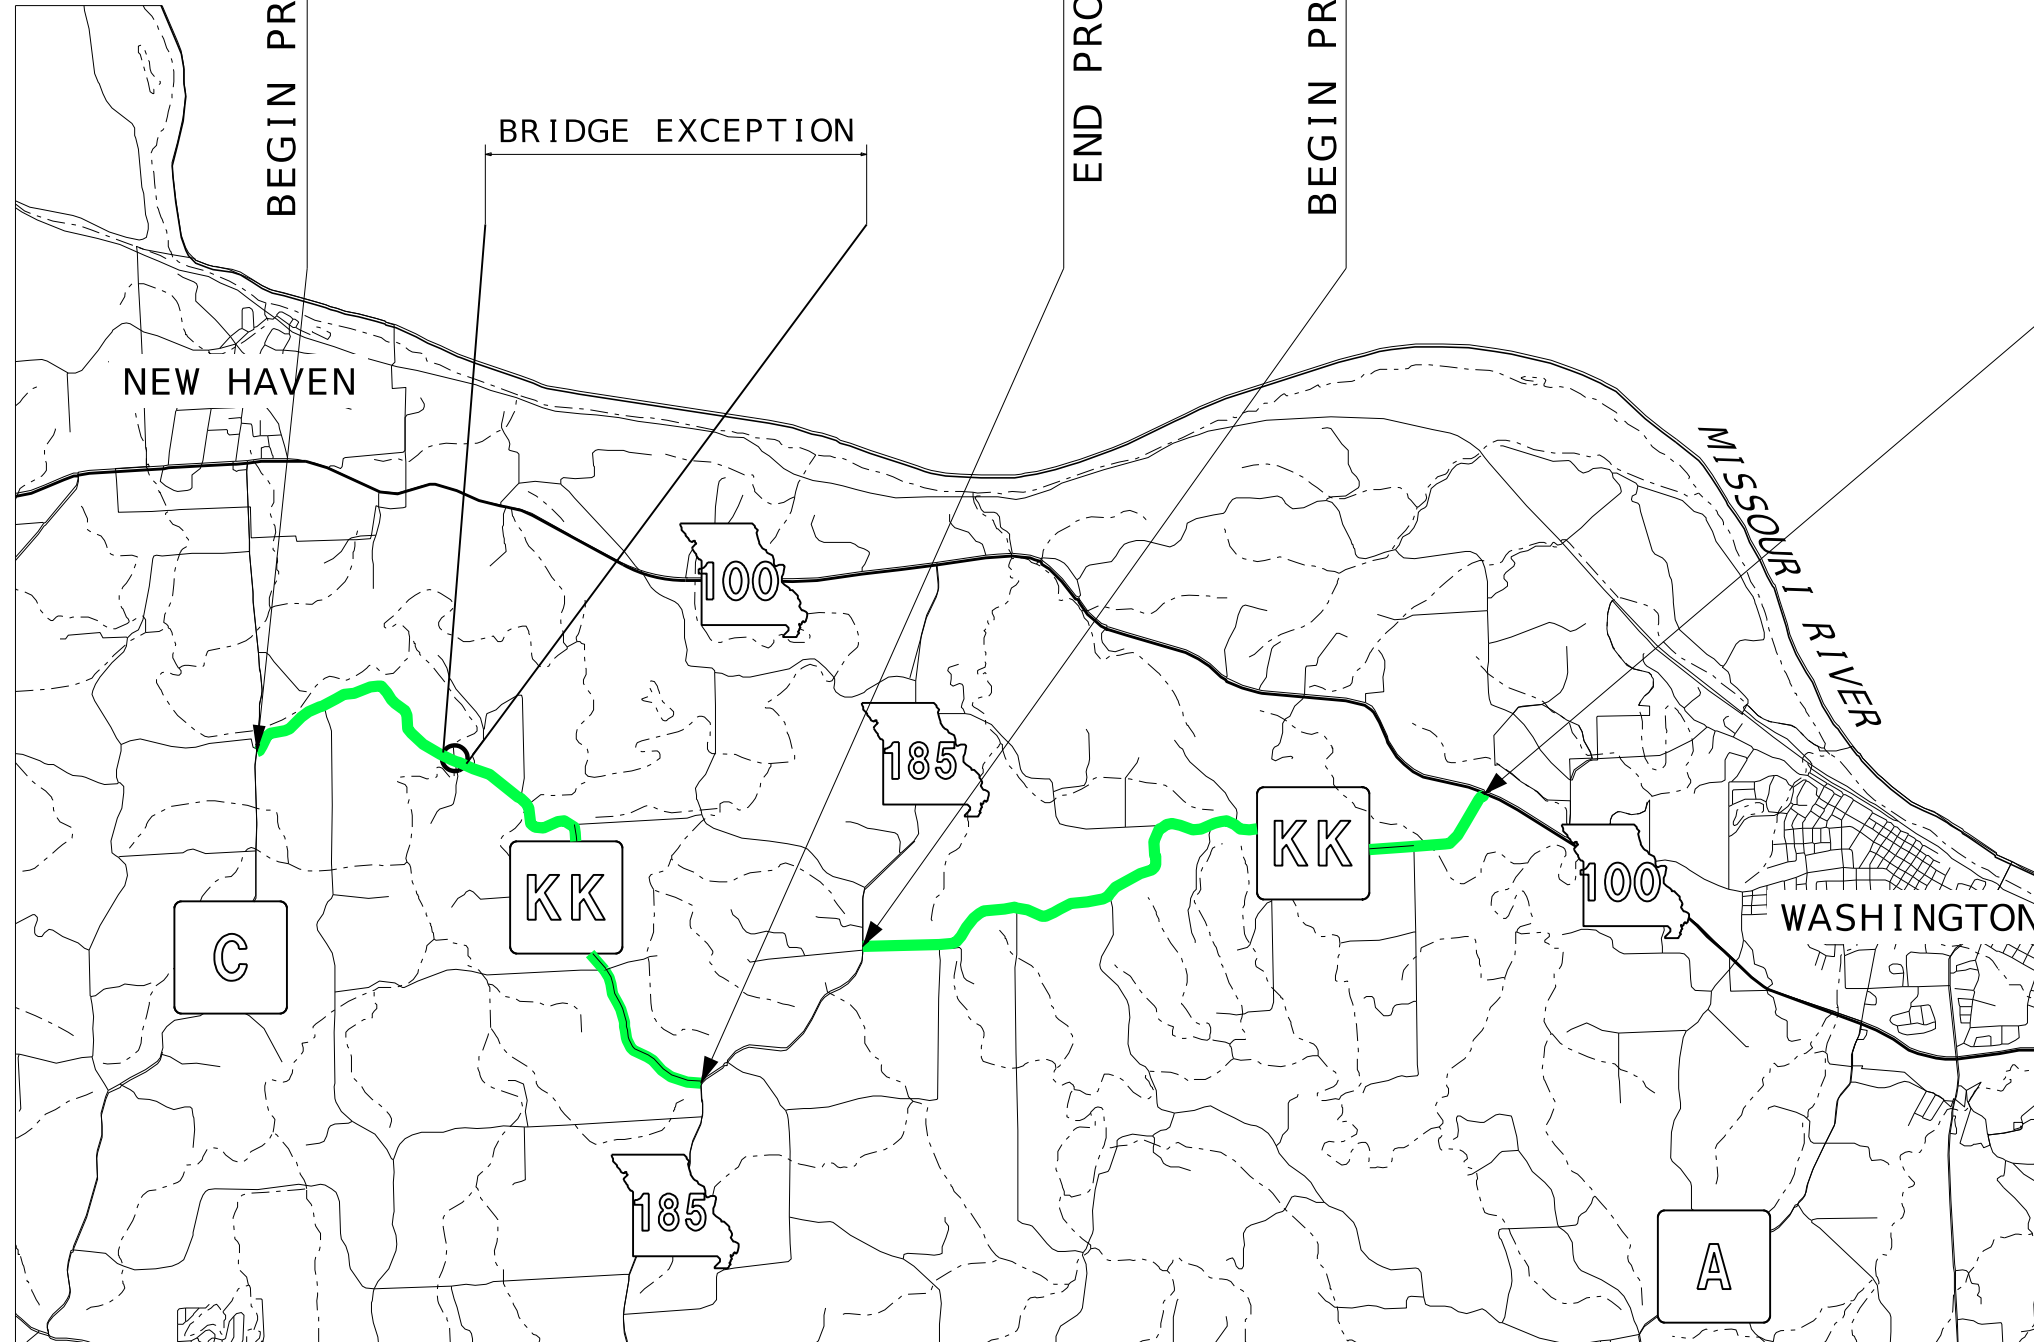 BEGIN PR
BRIDGE EXCEPTION
END PRO
BEGIN PR
NEW HAVEN
MISSOURI RIVER
100
185
KK
KK
100
C
WASHINGTON
185
A